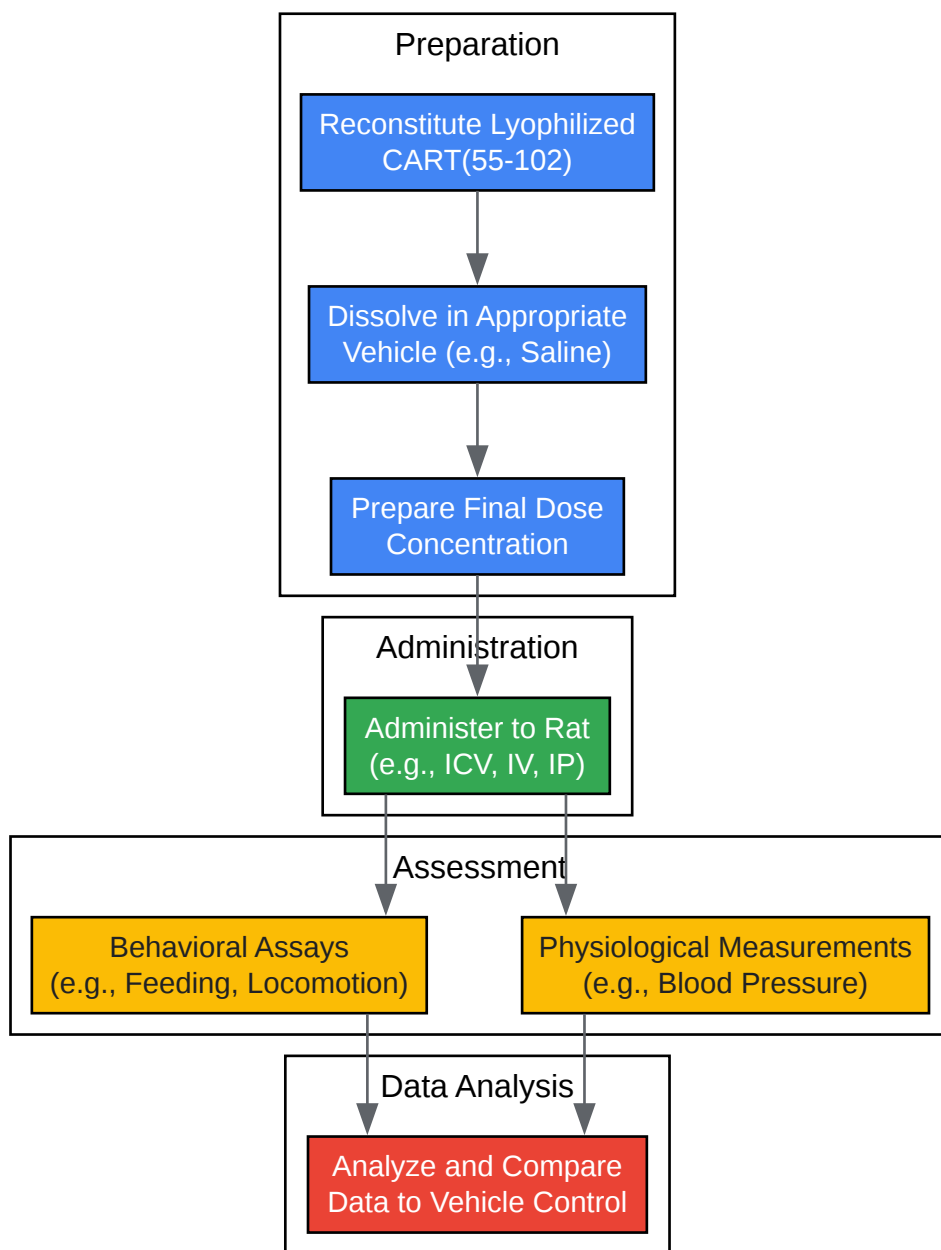 Preparation
Reconstitute Lyophilized
CART(55-102)
Dissolve in Appropriate
Vehicle (e.g., Saline)
Prepare Final Dose
Concentration
Administration
Administer to Rat
(e.g., ICV, IV, IP)
Assessment
Behavioral Assays
(e.g., Feeding, Locomotion)
Physiological Measurements
(e.g., Blood Pressure)
Data Analysis
Analyze and Compare
Data to Vehicle Control